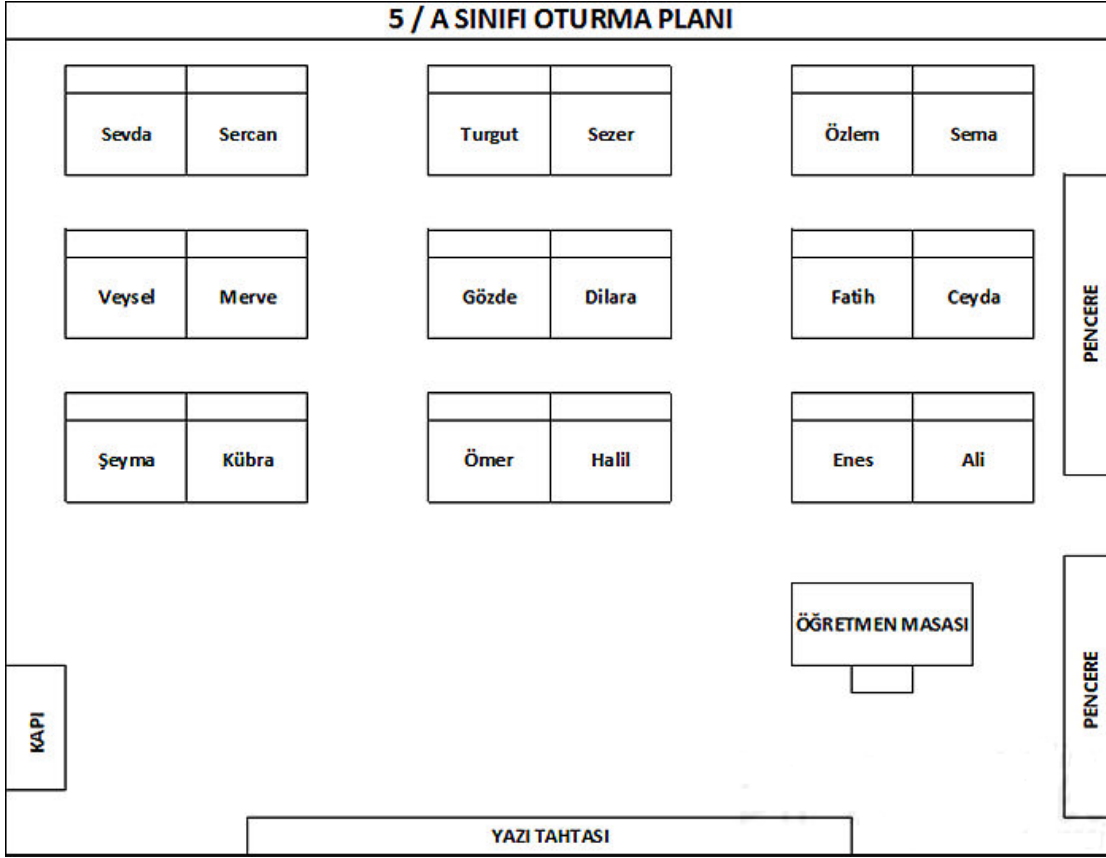 5 / A SINIFI OTURMA PLANI
Sevda Sercan Turgut Sezer Özlem Sema
Veysel Merve Gözde Dilara Fatih Ceyda
PENCERE
Şeyma Kübra Ömer Halil Enes Ali
ÖĞRETMEN MASASI
PENCERE
KAPI
YAZI TAHTASI